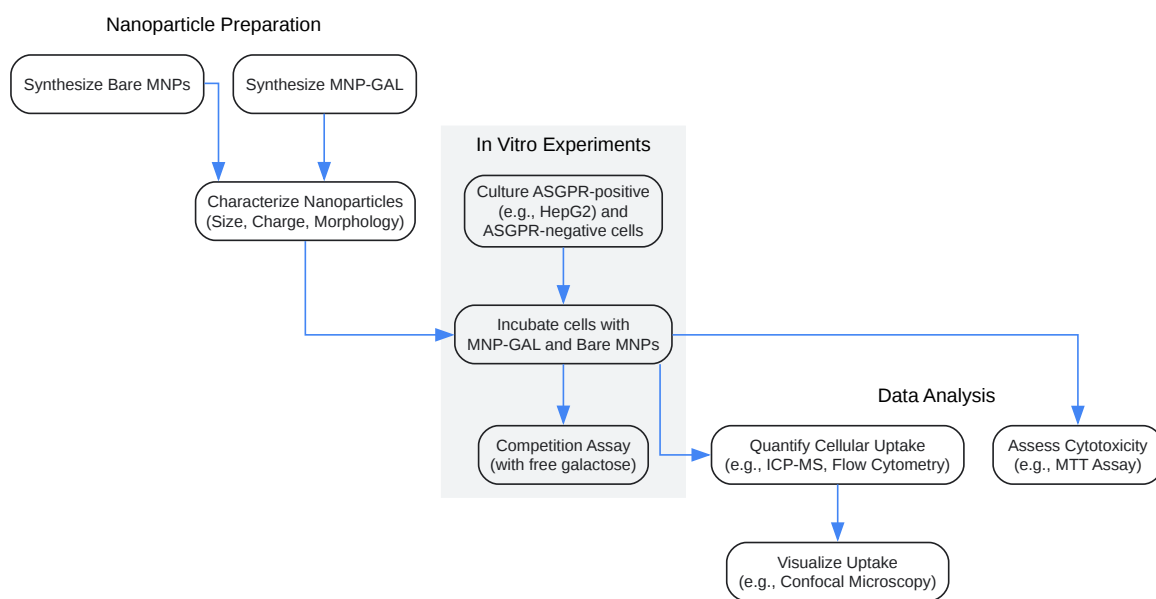 Nanoparticle Preparation
Synthesize Bare MNPs
Synthesize MNP-GAL
Characterize Nanoparticles
(Size, Charge, Morphology)
In Vitro Experiments
Culture ASGPR-positive
(e.g., HepG2) and
ASGPR-negative cells
Incubate cells with
MNP-GAL and Bare MNPs
Competition Assay
(with free galactose)
Data Analysis
Quantify Cellular Uptake
(e.g., ICP-MS, Flow Cytometry)
Assess Cytotoxicity
(e.g., MTT Assay)
Visualize Uptake
(e.g., Confocal Microscopy)